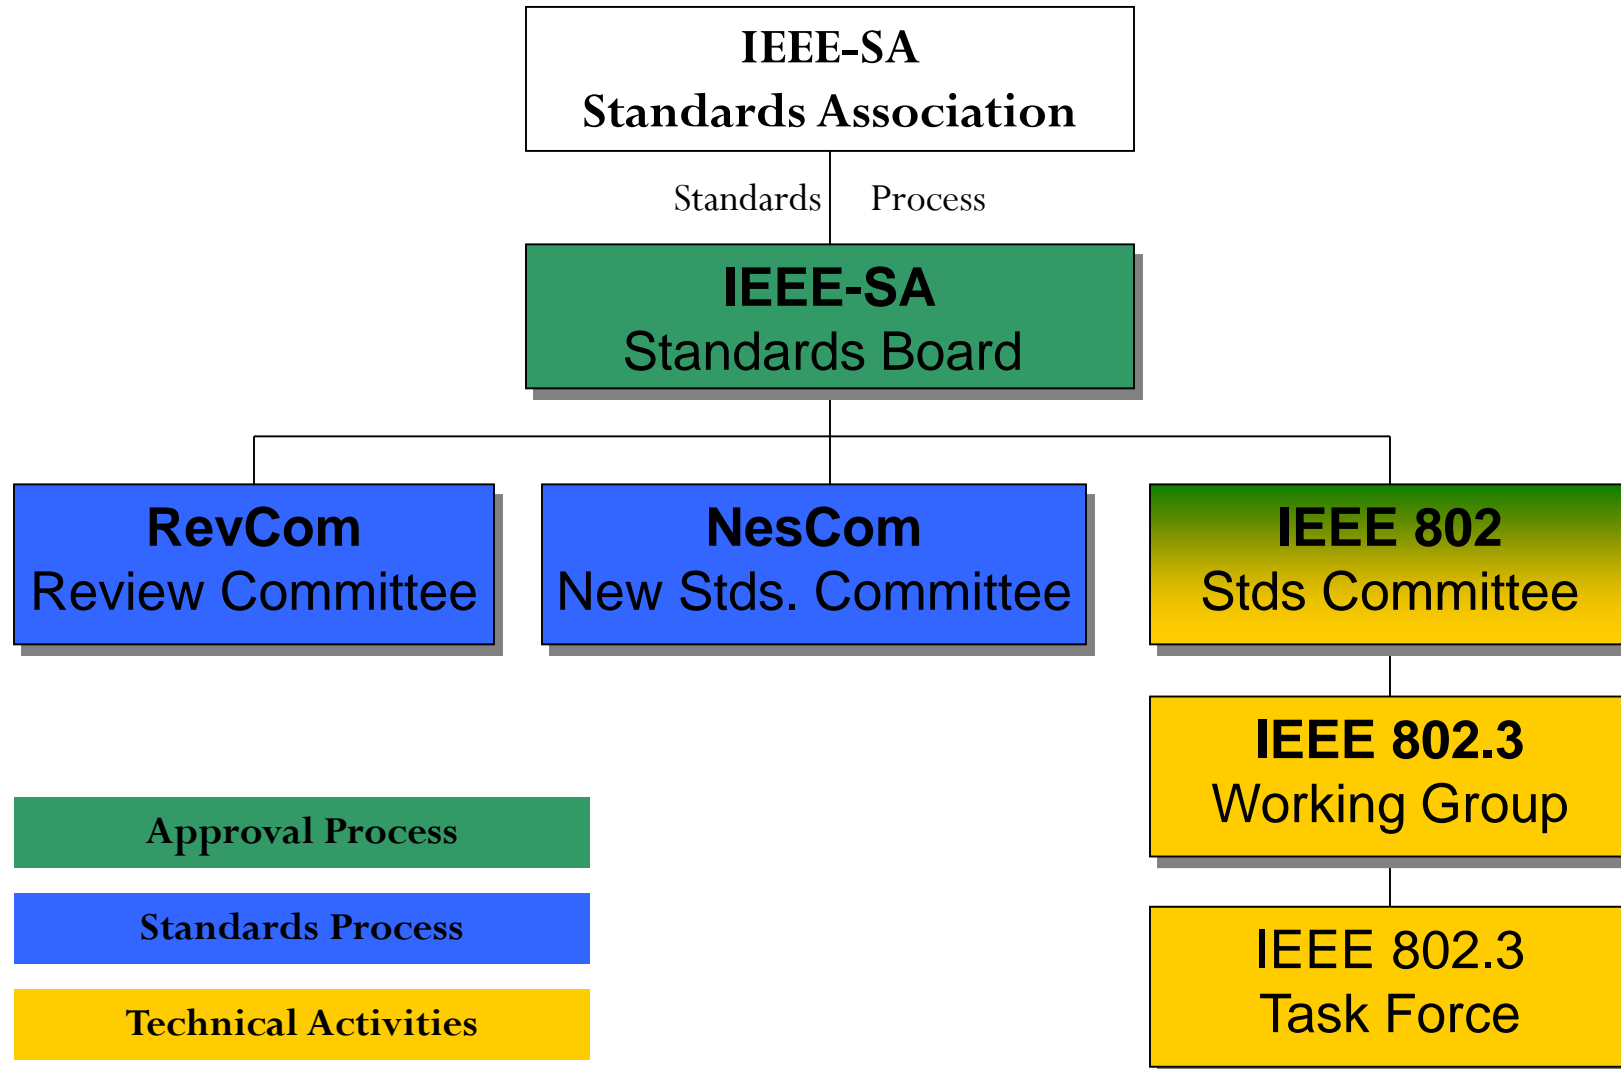 IEEE-SA
Standards Association
Standards Process
IEEE-SA
Standards Board
RevCom
Review Committee
NesCom
New Stds. Committee
IEEE 802
Stds Committee
IEEE 802.3
Working Group
IEEE 802.3
Task Force
Approval Process
Standards Process
Technical Activities